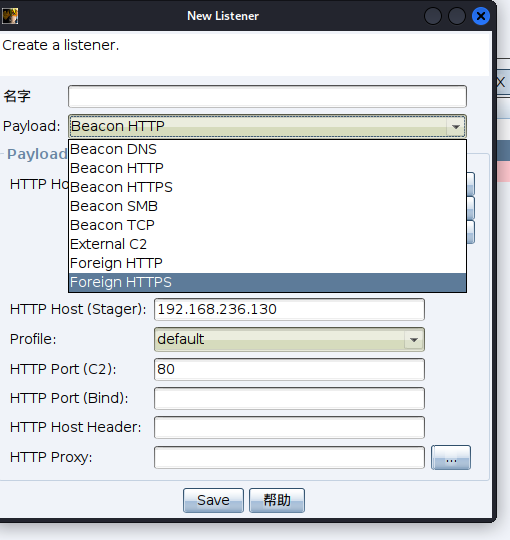 New Listener
Create a listener.
名字
Payload: Beacon HTTP
Beacon DNS
Beacon HTTP
Beacon HTTPS
Beacon SMB
Beacon TCP
External C2
Foreign HTTP
Foreign HTTPS
Payload
HTTP Ho
HTTP Host (Stager): 192.168.236.130
Profile: default
HTTP Port (C2): 80
HTTP Port (Bind):
HTTP Host Header:
HTTP Proxy: ...
Save 帮助
X